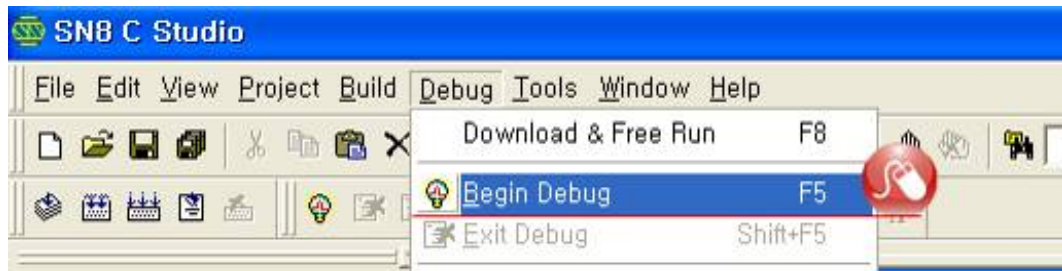 SN8 C Studio
File Edit View Project Build Debug Tools Window Help
Download & Free Run F8
Begin Debug F5
Exit Debug Shift+F5